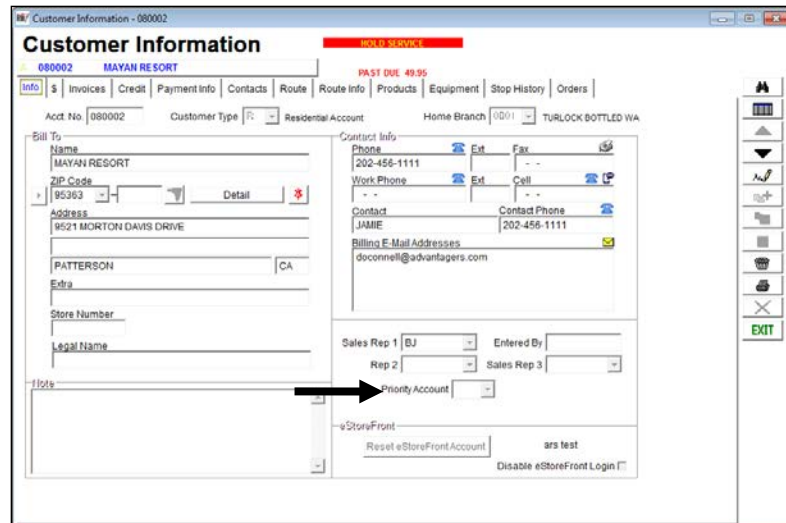 Customer Information - 080002
Customer Information
HOLD SERVICE
080002 MAYAN RESORT
PAST DUE 49.95
Info $ Invoices Credit Payment Info Contacts Route Route Info Products Equipment Stop History Orders
Acct. No. 080002 Customer Type R Residential Account Home Branch 0001 TURLOCK BOTTLED WA
Bill To
Name
MAYAN RESORT
ZIP Code
95363 - Detail
Address
9521 MORTON DAVIS DRIVE
PATTERSON CA
Extra
Store Number
Legal Name
Note
Contact Info
Phone Ext Fax
202-456-1111 - -
Work Phone Ext Cell
- - - -
Contact Contact Phone
JAMIE 202-456-1111
Billing E-Mail Addresses
doconnell@advantagers.com
Sales Rep 1 BJ Entered By
Rep 2 Sales Rep 3
Priority Account
eStoreFront
Reset eStoreFront Account ars test
Disable eStoreFront Login
EXIT